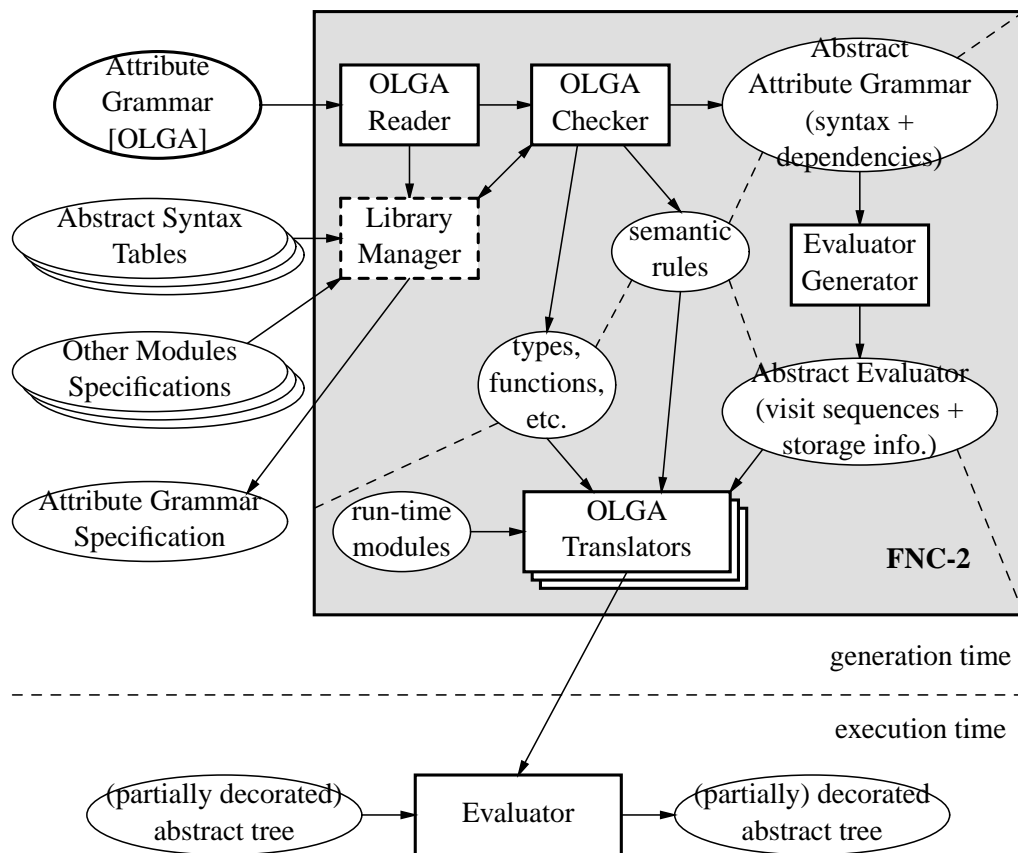 Attribute
Grammar
[OLGA]
OLGA
Reader
OLGA
Checker
Abstract
Attribute Grammar
(syntax +
dependencies)
Abstract Syntax
Tables
Library
Manager
semantic
rules
Evaluator
Generator
Other Modules
Specifications
types,
functions,
etc.
Abstract Evaluator
(visit sequences +
storage info.)
Attribute Grammar
Specification
run-time
modules
OLGA
Translators
FNC-2
generation time
execution time
(partially decorated)
abstract tree
Evaluator
(partially) decorated
abstract tree